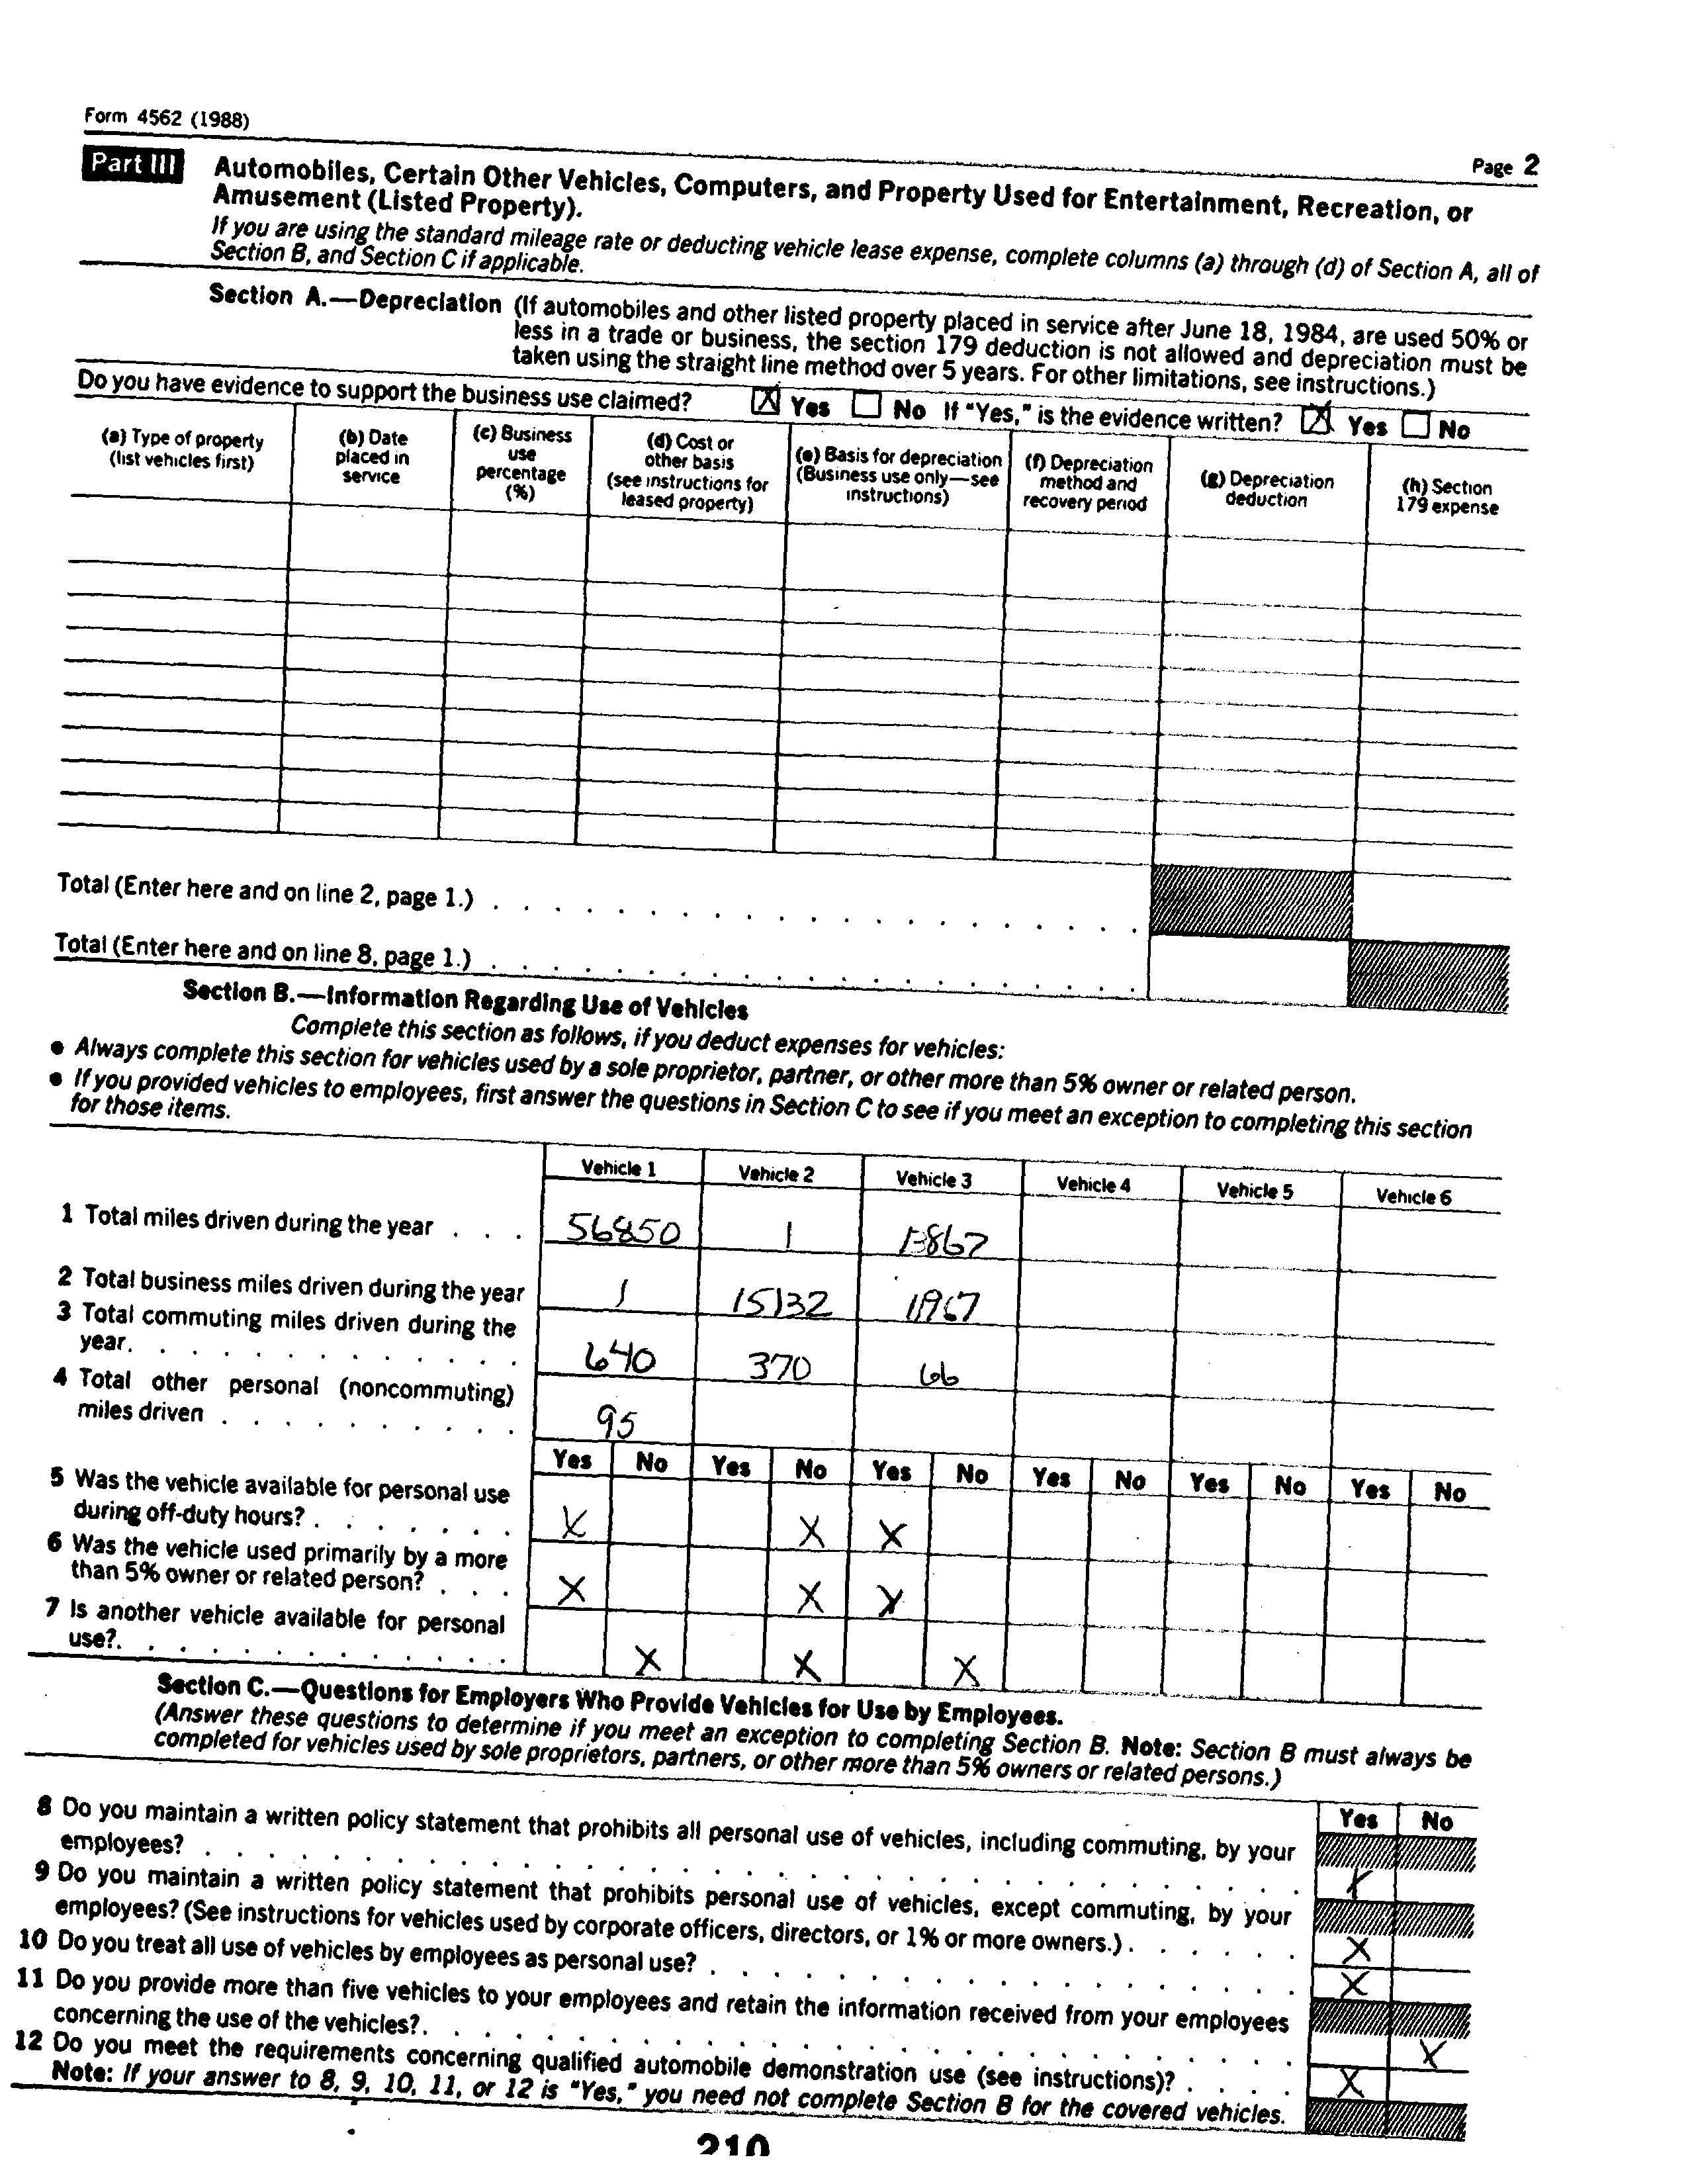 Form 4562 (1988)
Page 2
Part III Automobiles, Certain Other Vehicles, Computers, and Property Used for Entertainment, Recreation, or
Amusement (Listed Property).
If you are using the standard mileage rate or deducting vehicle lease expense, complete columns (a) through (d) of Section A, all of
Section B, and Section C if applicable.
Section A.—Depreciation (If automobiles and other listed property placed in service after June 18, 1984, are used 50% or
less in a trade or business, the section 179 deduction is not allowed and depreciation must be
taken using the straight line method over 5 years. For other limitations, see instructions.)
Do you have evidence to support the business use claimed? X Yes No If "Yes," is the evidence written? X Yes No
(a) Type of property
(list vehicles first)
(b) Date
placed in
service
(c) Business
use
percentage
(%)
(d) Cost or
other basis
(see instructions for
leased property)
(e) Basis for depreciation
(Business use only—see
instructions)
(f) Depreciation
method and
recovery period
(g) Depreciation
deduction
(h) Section
179 expense
Total (Enter here and on line 2, page 1.)
Total (Enter here and on line 8, page 1.)
Section B.—Information Regarding Use of Vehicles
Complete this section as follows, if you deduct expenses for vehicles:
● Always complete this section for vehicles used by a sole proprietor, partner, or other more than 5% owner or related person.
● If you provided vehicles to employees, first answer the questions in Section C to see if you meet an exception to completing this section
for those items.
Vehicle 1 Vehicle 2 Vehicle 3 Vehicle 4 Vehicle 5 Vehicle 6
1 Total miles driven during the year . . . 56850 1
2 Total business miles driven during the year 1 15132 11967
3 Total commuting miles driven during the
year. . . . . . . . . . . . . 640 370 66
4 Total other personal (noncommuting)
miles driven . . . . . . . . . . 95
Yes No Yes No Yes No Yes No Yes No Yes No
5 Was the vehicle available for personal use
during off-duty hours? . . . . . . . X X X
6 Was the vehicle used primarily by a more
than 5% owner or related person? . . . X X X
7 Is another vehicle available for personal
use?. . . . . . . . . . . . . X X X
Section C.—Questions for Employers Who Provide Vehicles for Use by Employees.
(Answer these questions to determine if you meet an exception to completing Section B. Note: Section B must always be
completed for vehicles used by sole proprietors, partners, or other more than 5% owners or related persons.)
Yes No
8 Do you maintain a written policy statement that prohibits all personal use of vehicles, including commuting, by your
employees? X
9 Do you maintain a written policy statement that prohibits personal use of vehicles, except commuting, by your
employees? (See instructions for vehicles used by corporate officers, directors, or 1% or more owners.) . . . . . . X
10 Do you treat all use of vehicles by employees as personal use? X
11 Do you provide more than five vehicles to your employees and retain the information received from your employees
concerning the use of the vehicles?. X
12 Do you meet the requirements concerning qualified automobile demonstration use (see instructions)? . . . . X
Note: If your answer to 8, 9, 10, 11, or 12 is "Yes," you need not complete Section B for the covered vehicles.
210